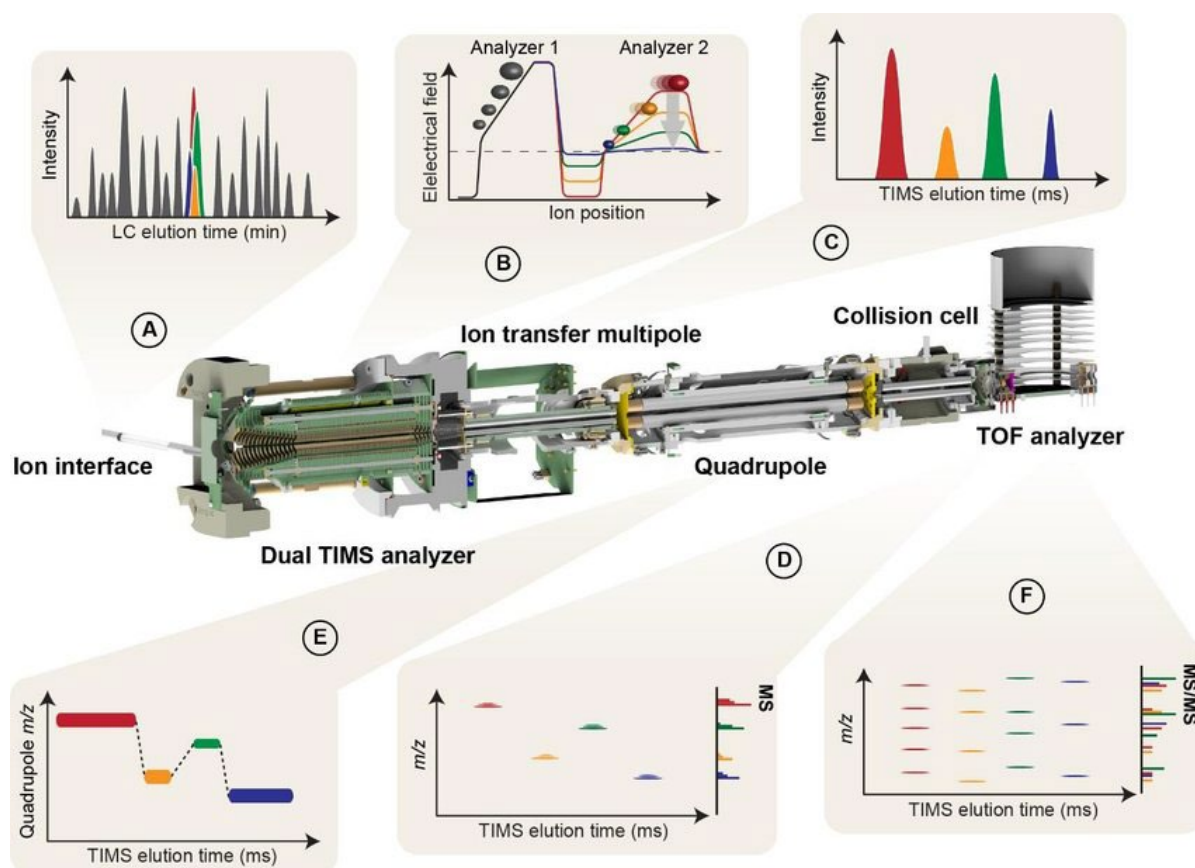 Intensity
LC elution time (min)
A
Analyzer 1
Analyzer 2
Elelectrical field
Ion position
B
Intensity
TIMS elution time (ms)
C
Collision cell
Ion transfer multipole
Ion interface
TOF analyzer
Quadrupole
Dual TIMS analyzer
D
E
F
Quadrupole m/z
TIMS elution time (ms)
m/z
MS
TIMS elution time (ms)
m/z
MS/MS
TIMS elution time (ms)